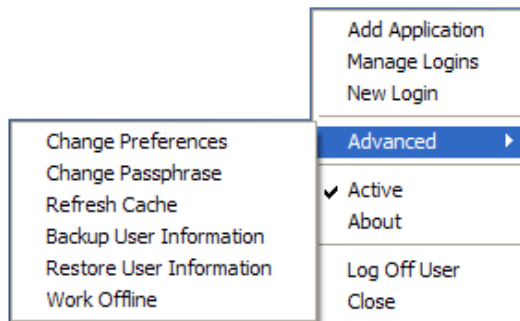 Add Application
Manage Logins
New Login
Advanced
Change Preferences
Change Passphrase
Refresh Cache
Backup User Information
Restore User Information
Work Offline
Active
About
Log Off User
Close